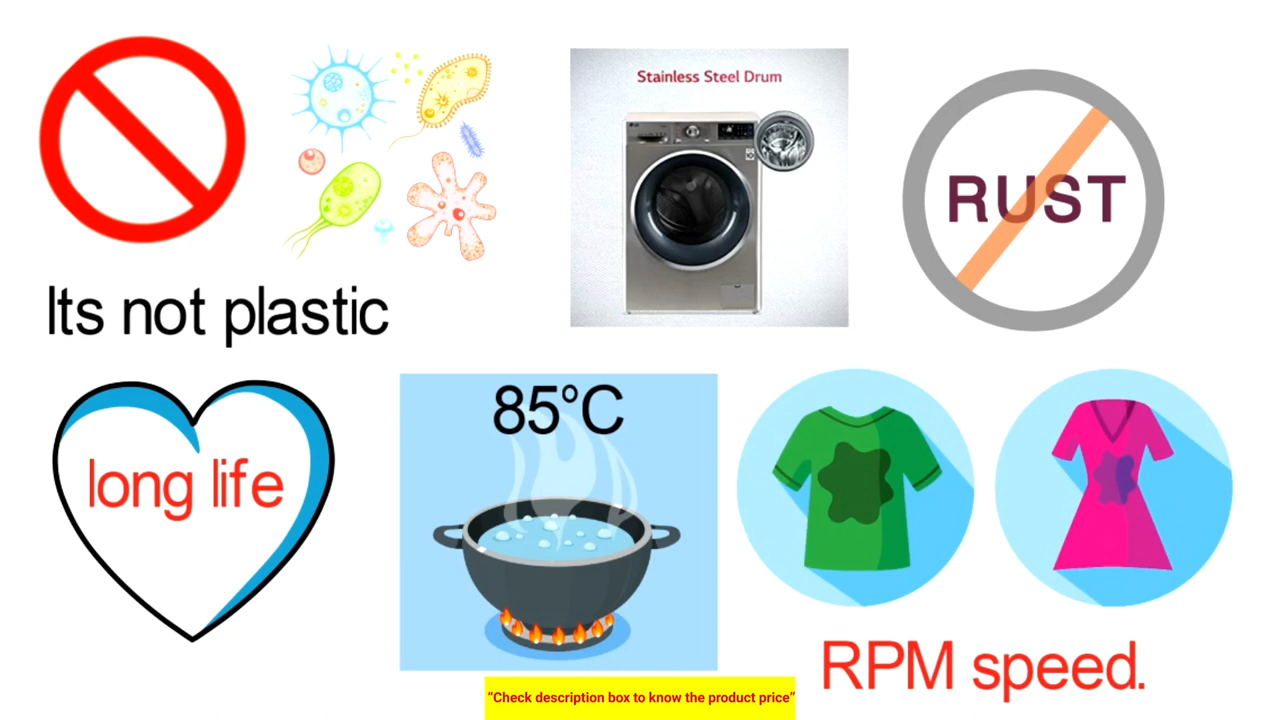 Stainless Steel Drum
LG
RUST
Its not plastic
long life
85°C
RPM speed.
“Check description box to know the product price”